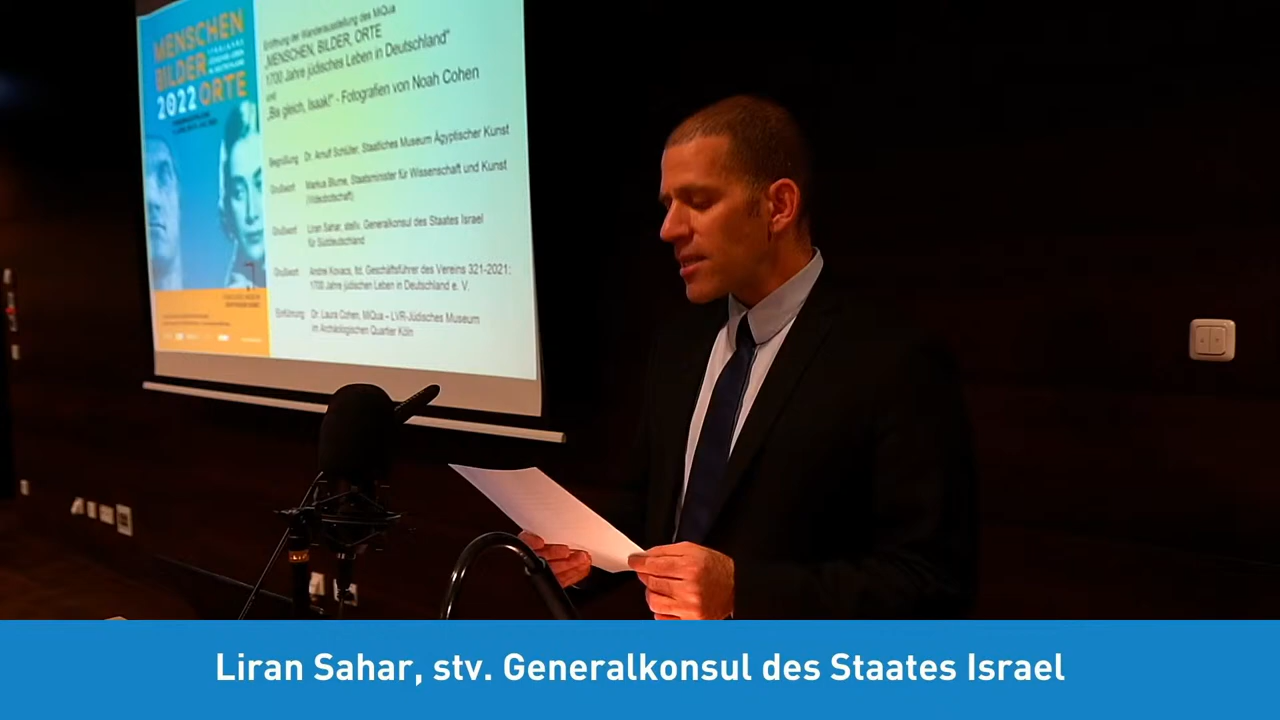 MENSCHEN
BILDER
2022 ORTE
Eröffnung der Wanderausstellung des MiQua
„MENSCHEN, BILDER, ORTE
1700 Jahre jüdisches Leben in Deutschland"
und
„Bis gleich, Isaak!" - Fotografien von Noah Cohen
Begrüßung Dr. Arnulf Schlüter, Staatliches Museum Ägyptischer Kunst
Grußwort Markus Blume, Staatsminister für Wissenschaft und Kunst
(Videobotschaft)
Grußwort Liran Sahar, stellv. Generalkonsul des Staates Israel
für Süddeutschland
Grußwort Andrei Kovacs, ltd. Geschäftsführer des Vereins 321-2021:
1700 Jahre jüdischen Leben in Deutschland e. V.
Einführung Dr. Laura Cohen, MiQua – LVR-Jüdisches Museum
im Archäologischen Quartier Köln
Liran Sahar, stv. Generalkonsul des Staates Israel